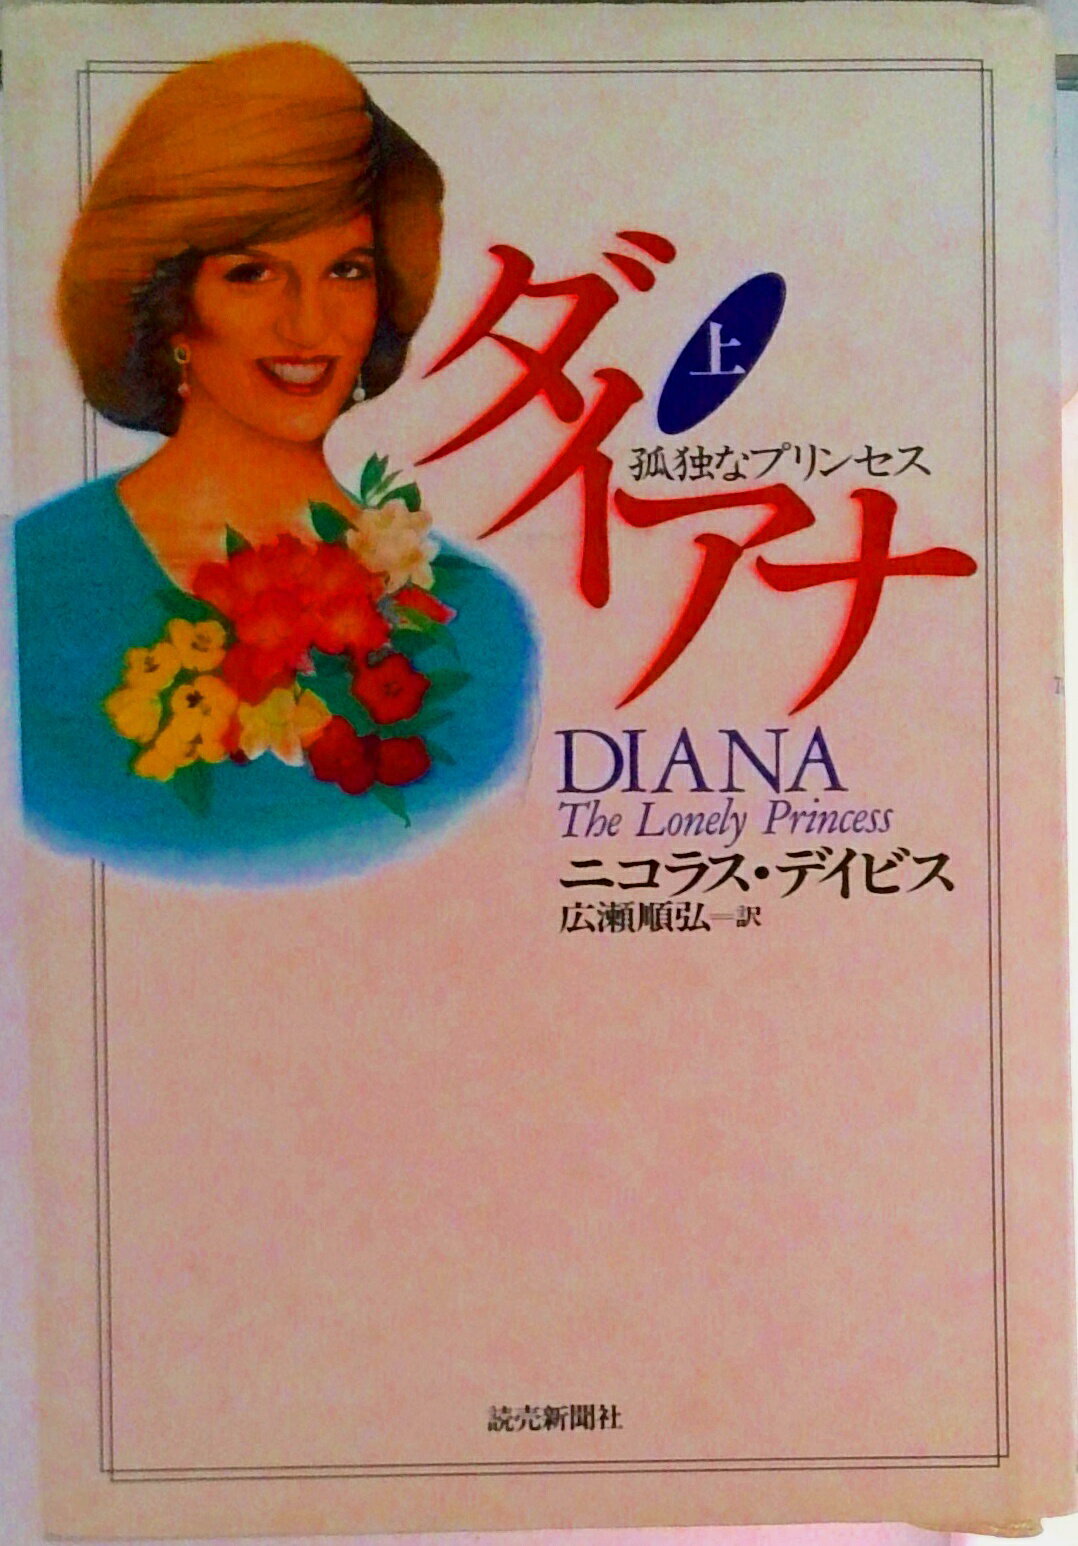 ダイアナ
上
孤独なプリンセス
DIANA
The Lonely Princess
ニコラス・デイビス
広瀬順弘=訳
読売新聞社